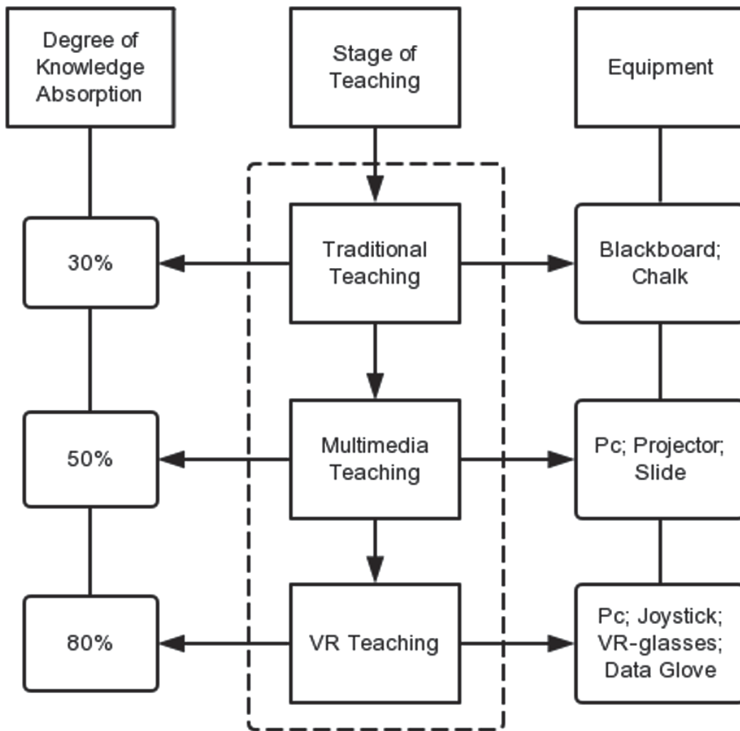 Degree of
Knowledge
Absorption
Stage of
Teaching
Equipment
30%
Traditional
Teaching
Blackboard;
Chalk
50%
Multimedia
Teaching
Pc; Projector;
Slide
80%
VR Teaching
Pc; Joystick;
VR-glasses;
Data Glove